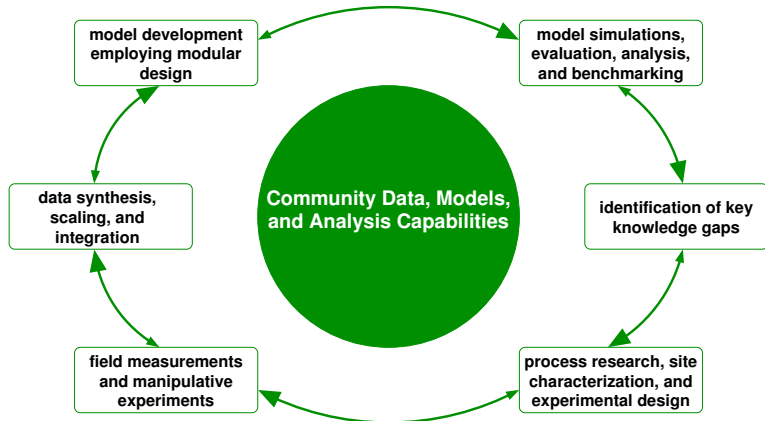 model development
employing modular
design
model simulations,
evaluation, analysis,
and benchmarking
data synthesis,
scaling, and
integration
Community Data, Models,
and Analysis Capabilities
identification of key
knowledge gaps
field measurements
and manipulative
experiments
process research, site
characterization, and
experimental design